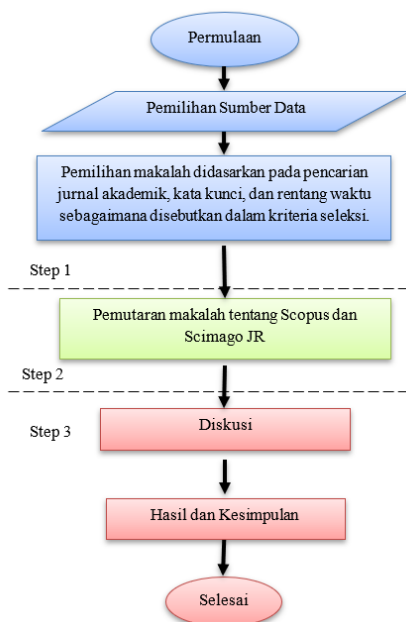 Permulaan
Pemilihan Sumber Data
Pemilihan makalah didasarkan pada pencarian
jurnal akademik, kata kunci, dan rentang waktu
sebagaimana disebutkan dalam kriteria seleksi.
Step 1
Pemutaran makalah tentang Scopus dan
Scimago JR
Step 2
Step 3
Diskusi
Hasil dan Kesimpulan
Selesai